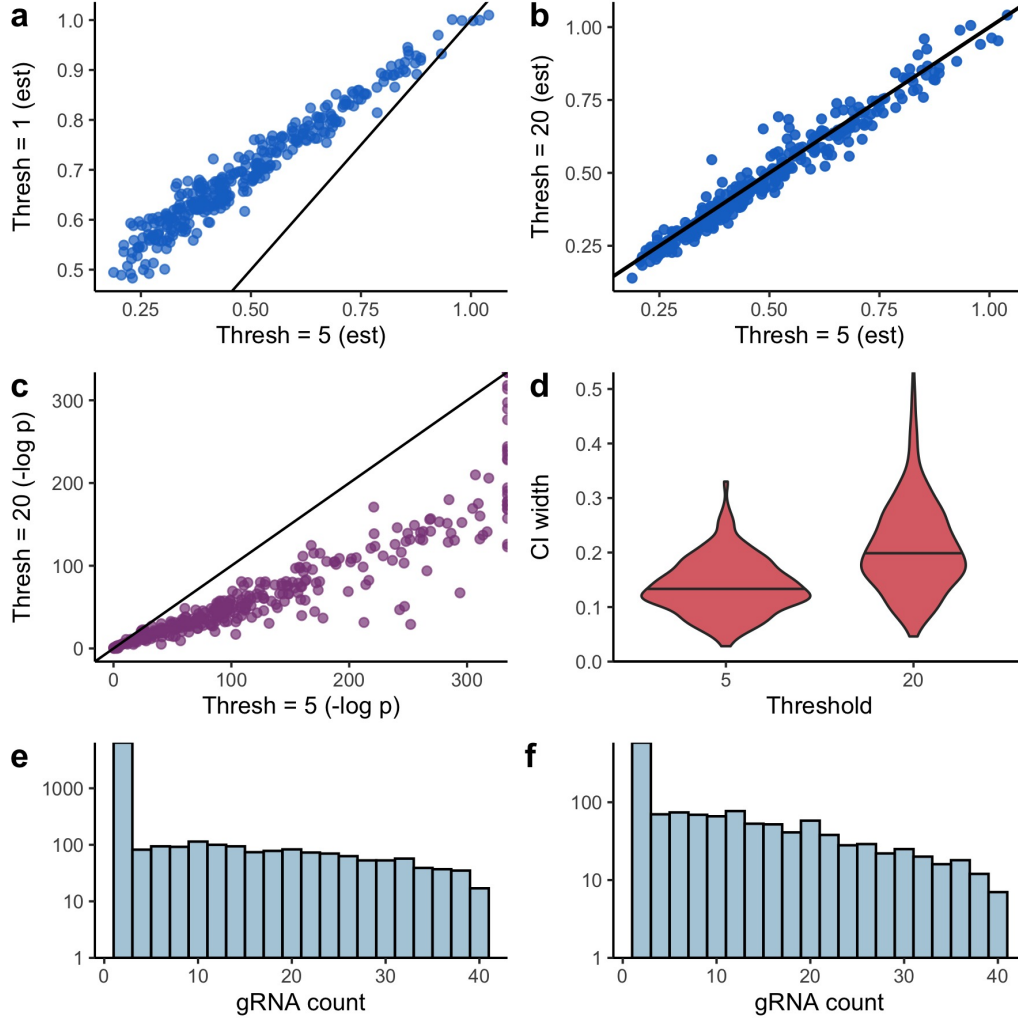 a
1.0
0.9
0.8
0.7
0.6
0.5
Thresh = 1 (est)
0.25 0.50 0.75 1.00
Thresh = 5 (est)
b
1.00
0.75
0.50
0.25
Thresh = 20 (est)
0.25 0.50 0.75 1.00
Thresh = 5 (est)
c
300
200
100
0
Thresh = 20 (-log p)
0 100 200 300
Thresh = 5 (-log p)
d
0.5
0.4
0.3
0.2
0.1
0.0
CI width
5 20
Threshold
e
1000
100
10
1
0 10 20 30 40
gRNA count
f
100
10
1
0 10 20 30 40
gRNA count